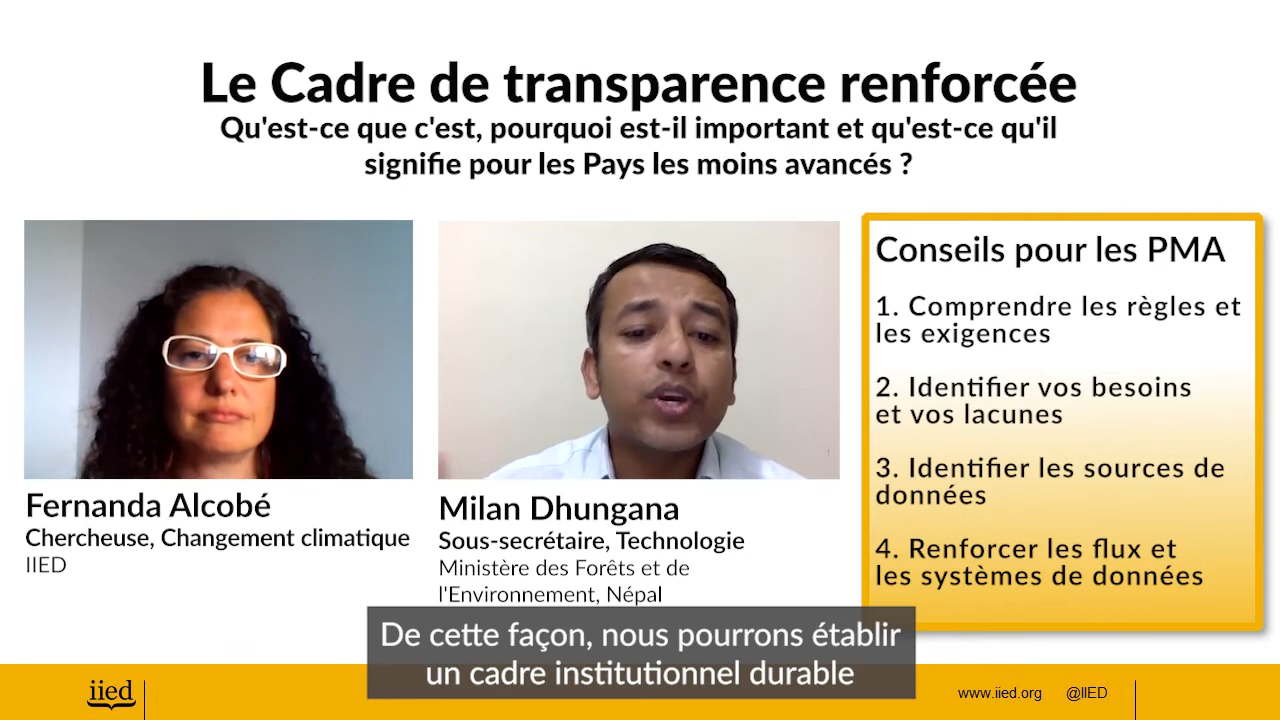 Le Cadre de transparence renforcée
Qu'est-ce que c'est, pourquoi est-il important et qu'est-ce qu'il
signifie pour les Pays les moins avancés ?
Fernanda Alcobé
Chercheuse, Changement climatique
IIED
Milan Dhungana
Sous-secrétaire, Technologie
Ministère des Forêts et de
l'Environnement, Népal
Conseils pour les PMA
1. Comprendre les règles et
les exigences
2. Identifier vos besoins
et vos lacunes
3. Identifier les sources de
données
4. Renforcer les flux et
les systèmes de données
De cette façon, nous pourrons établir
un cadre institutionnel durable
iied
www.iied.org @IIED